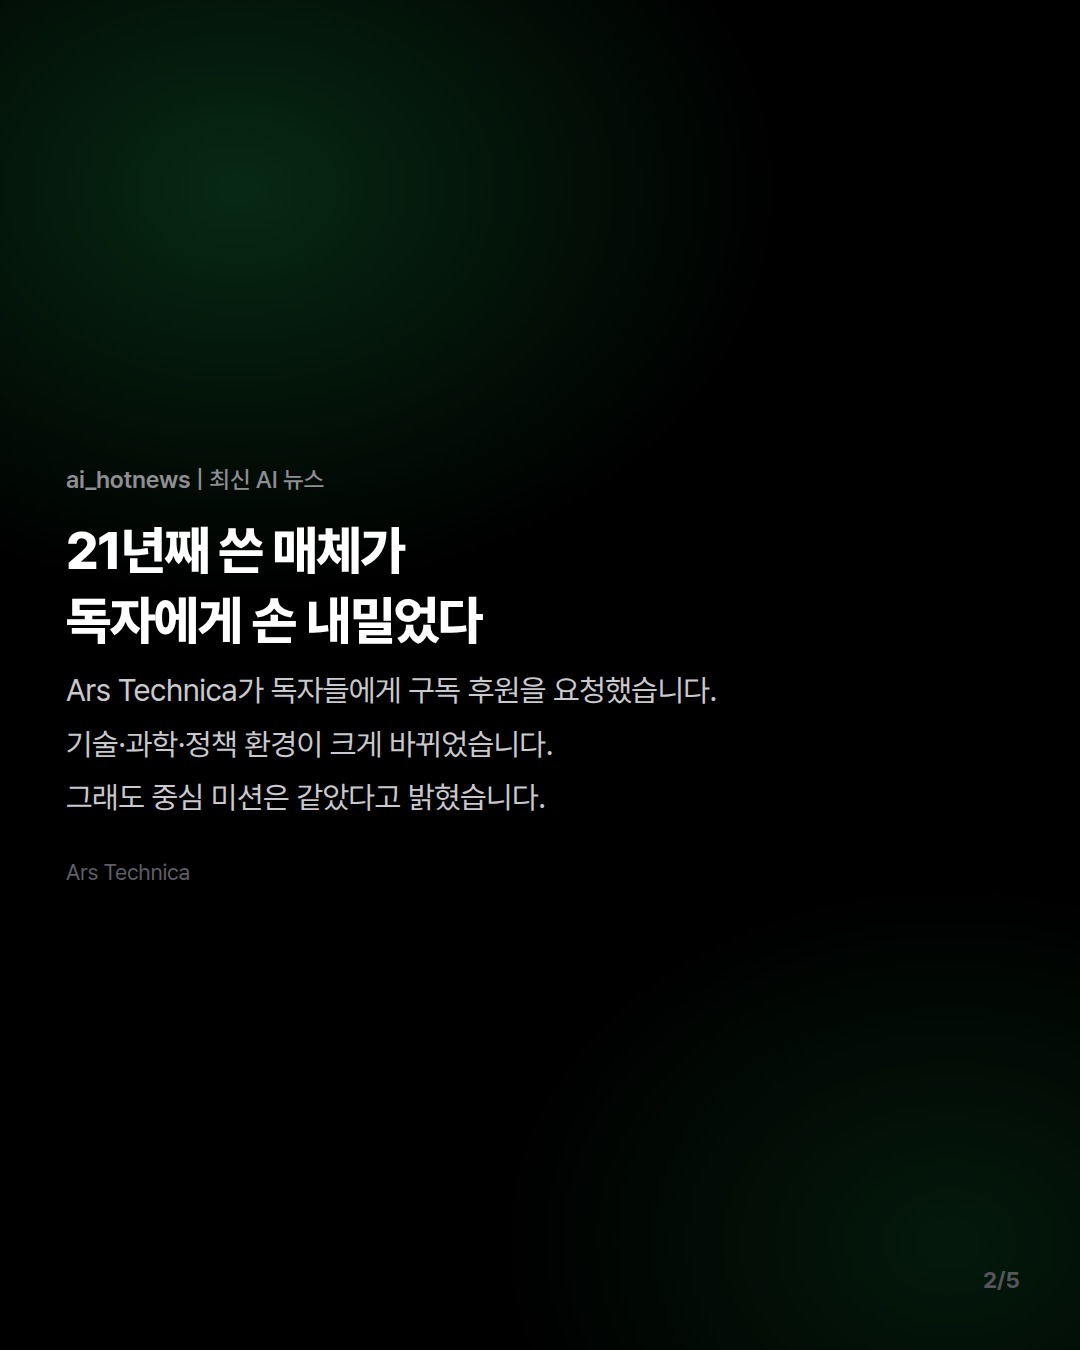 ai_hotnews | 최신 AI 뉴스
21년째 쓴 매체가
독자에게 손 내밀었다
Ars Technica가 독자들에게 구독 후원을 요청했습니다.
기술·과학·정책 환경이 크게 바뀌었습니다.
그래도 중심 미션은 같았다고 밝혔습니다.
Ars Technica
2/5